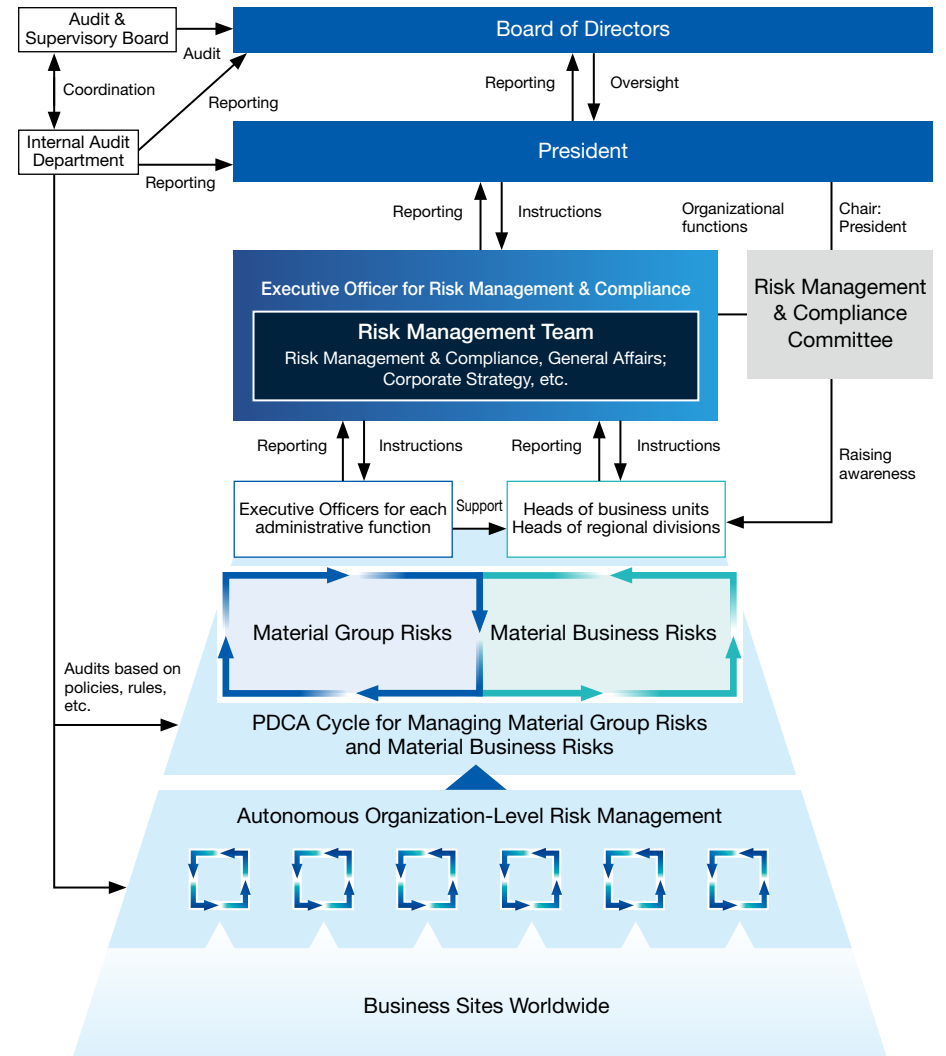 Audit &
Supervisory Board
Board of Directors
Audit
Coordination
Reporting
Reporting
Oversight
Internal Audit
Department
President
Reporting
Reporting
Instructions
Organizational
functions
Chair:
President
Executive Officer for Risk Management & Compliance
Risk Management Team
Risk Management & Compliance, General Affairs;
Corporate Strategy, etc.
Risk Management
& Compliance
Committee
Reporting
Instructions
Reporting
Instructions
Raising
awareness
Executive Officers for each
administrative function
Support
Heads of business units
Heads of regional divisions
Material Group Risks
Material Business Risks
Audits based on
policies, rules,
etc.
PDCA Cycle for Managing Material Group Risks
and Material Business Risks
Autonomous Organization-Level Risk Management
Business Sites Worldwide